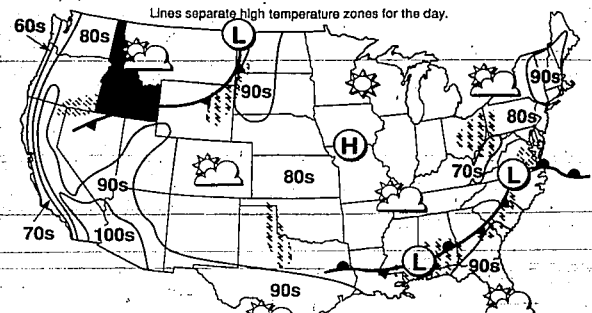 Lines separate high temperature zones for the day.
60s
80s
L
90s
90s
80s
H
70s
L
90s
80s
70s
100s
L
90s
90s